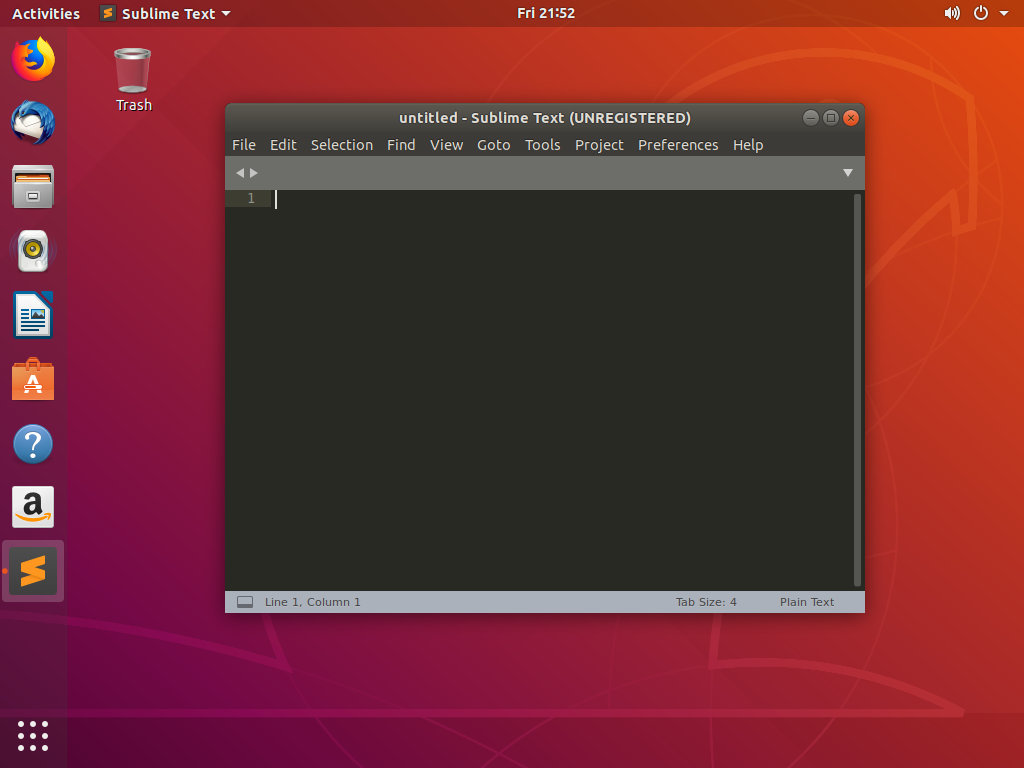 Activities Sublime Text Fri 21:52
Trash
untitled - Sublime Text (UNREGISTERED)
File Edit Selection Find View Goto Tools Project Preferences Help
1
Line 1, Column 1 Tab Size: 4 Plain Text